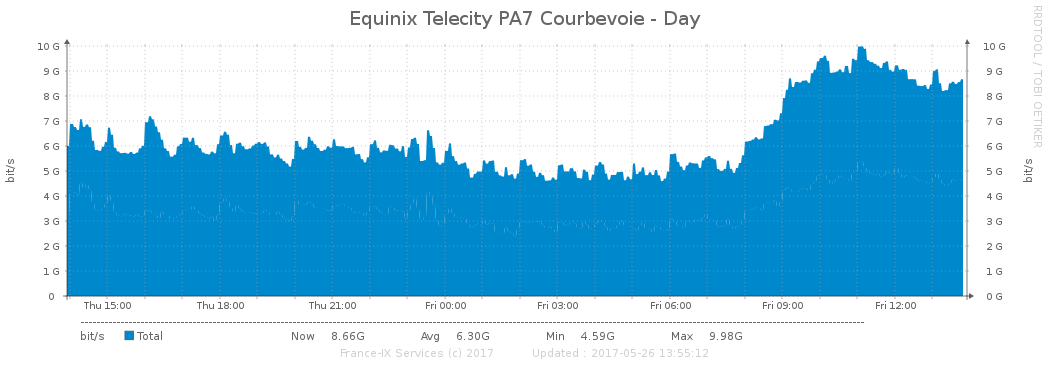 Equinix Telecity PA7 Courbevoie - Day
RRDTOOL / TOBI OETIKER
bit/s
bit/s
10 G 10 G
9 G 9 G
8 G 8 G
7 G 7 G
6 G 6 G
5 G 5 G
4 G 4 G
3 G 3 G
2 G 2 G
1 G 1 G
0 0 G
Thu 15:00 Thu 18:00 Thu 21:00 Fri 00:00 Fri 03:00 Fri 06:00 Fri 09:00 Fri 12:00
bit/s Total Now 8.66G Avg 6.30G Min 4.59G Max 9.98G
France-IX Services (c) 2017 Updated : 2017-05-26 13:55:12